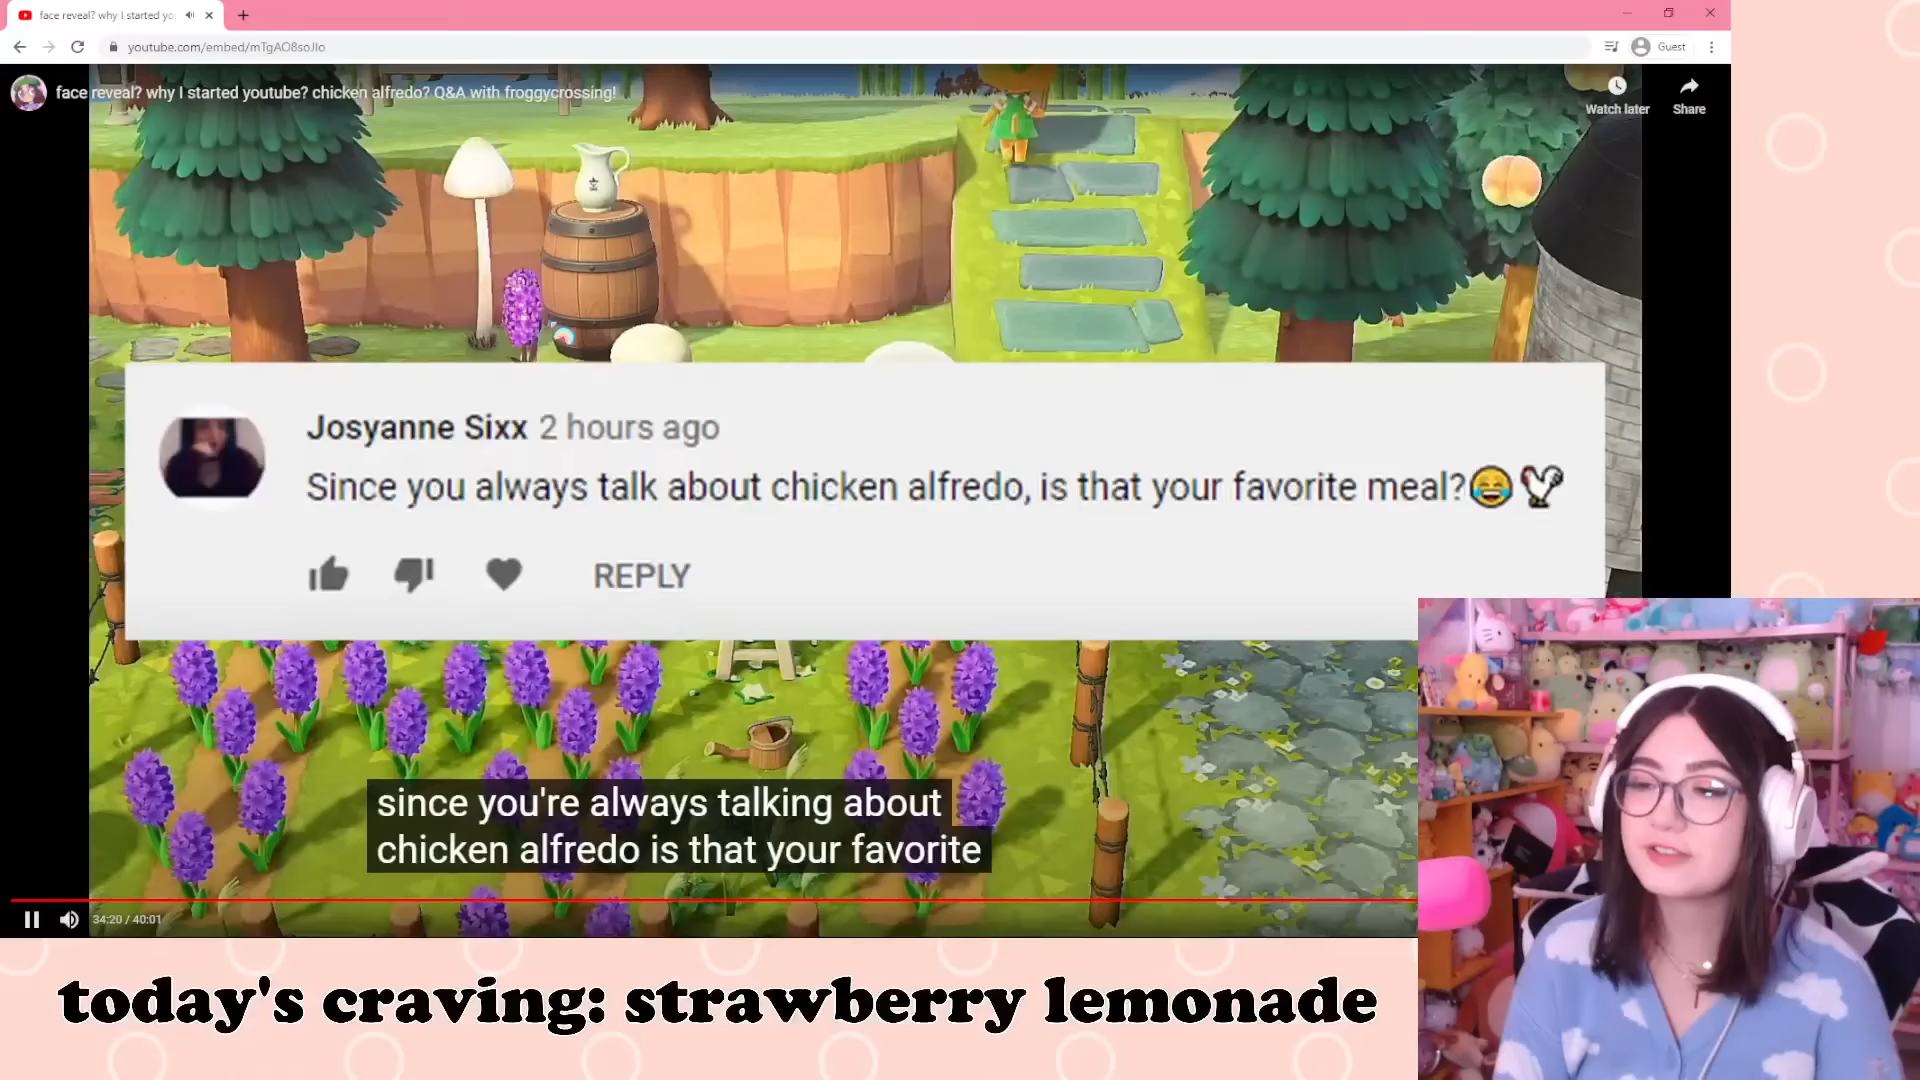 face reveal? why I started yo
youtube.com/embed/mTgAO8soJlo
Guest
face reveal? why I started youtube? chicken alfredo? Q&A with froggycrossing!
Watch later
Share
Josyanne Sixx 2 hours ago
Since you always talk about chicken alfredo, is that your favorite meal?😂🐓
REPLY
since you're always talking about
chicken alfredo is that your favorite
34:20 / 40:01
today's craving: strawberry lemonade